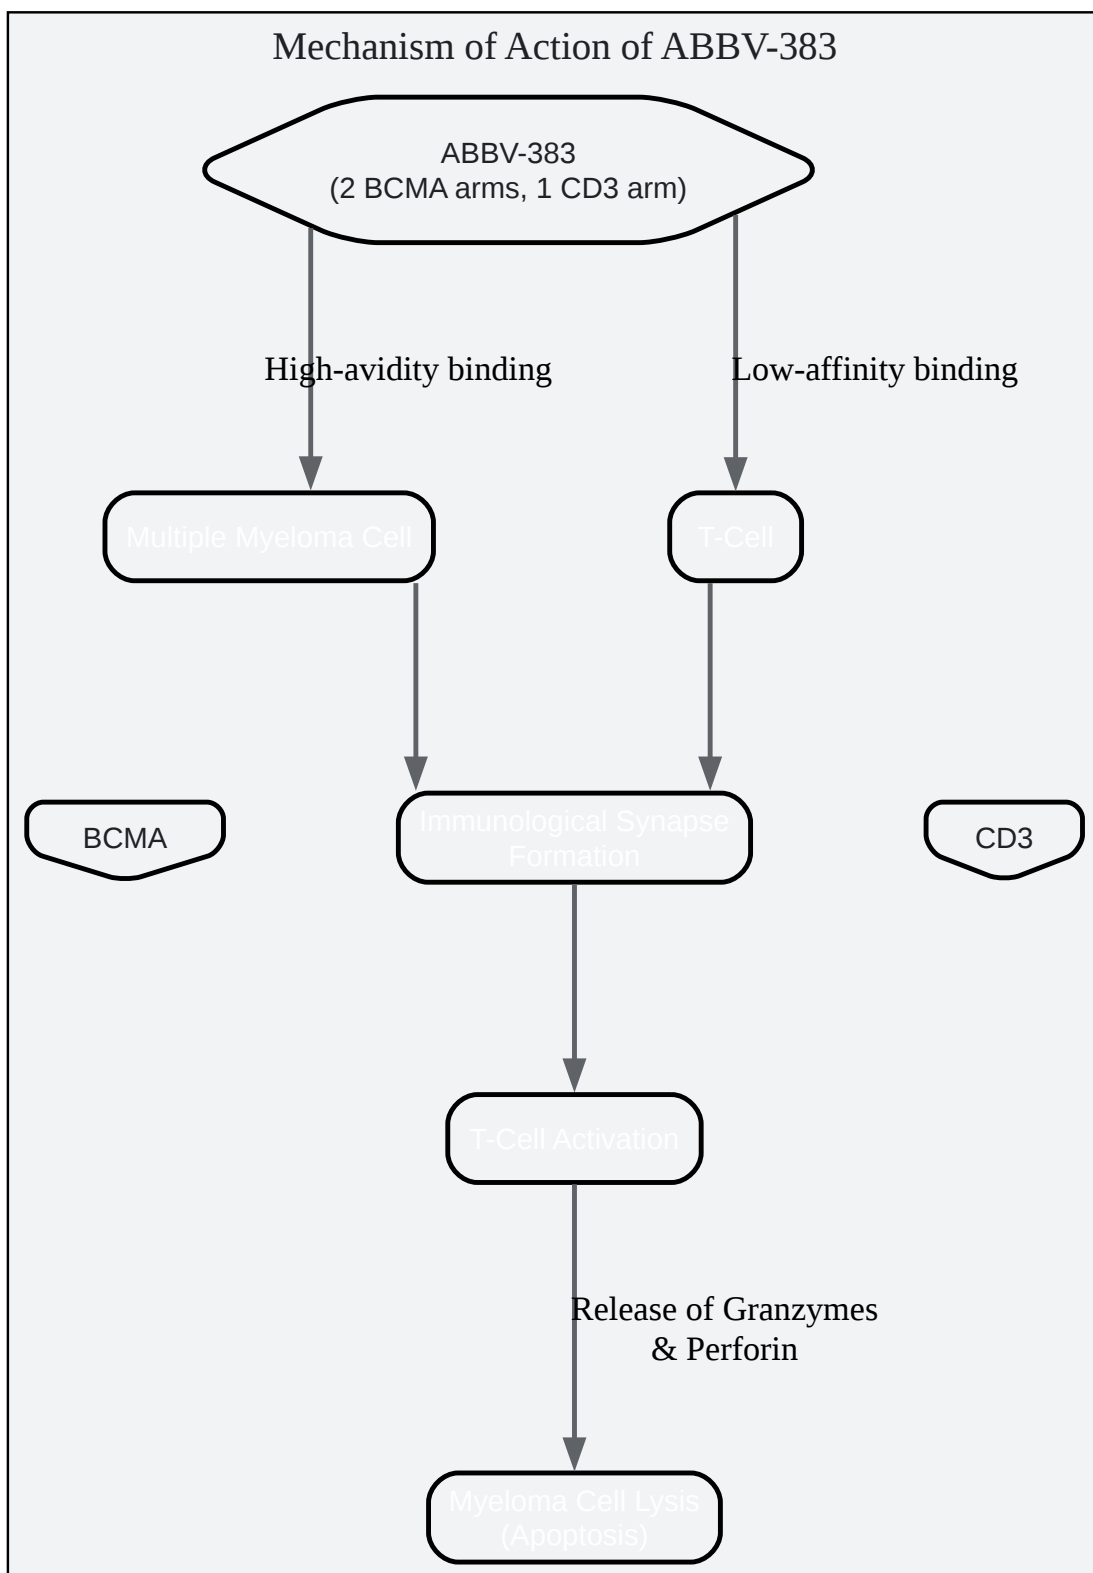 Mechanism of Action of ABBV-383
ABBV-383
(2 BCMA arms, 1 CD3 arm)
High-avidity binding
Low-affinity binding
Multiple Myeloma Cell
T-Cell
BCMA
Immunological Synapse
Formation
CD3
T-Cell Activation
Release of Granzymes
& Perforin
Myeloma Cell Lysis
(Apoptosis)